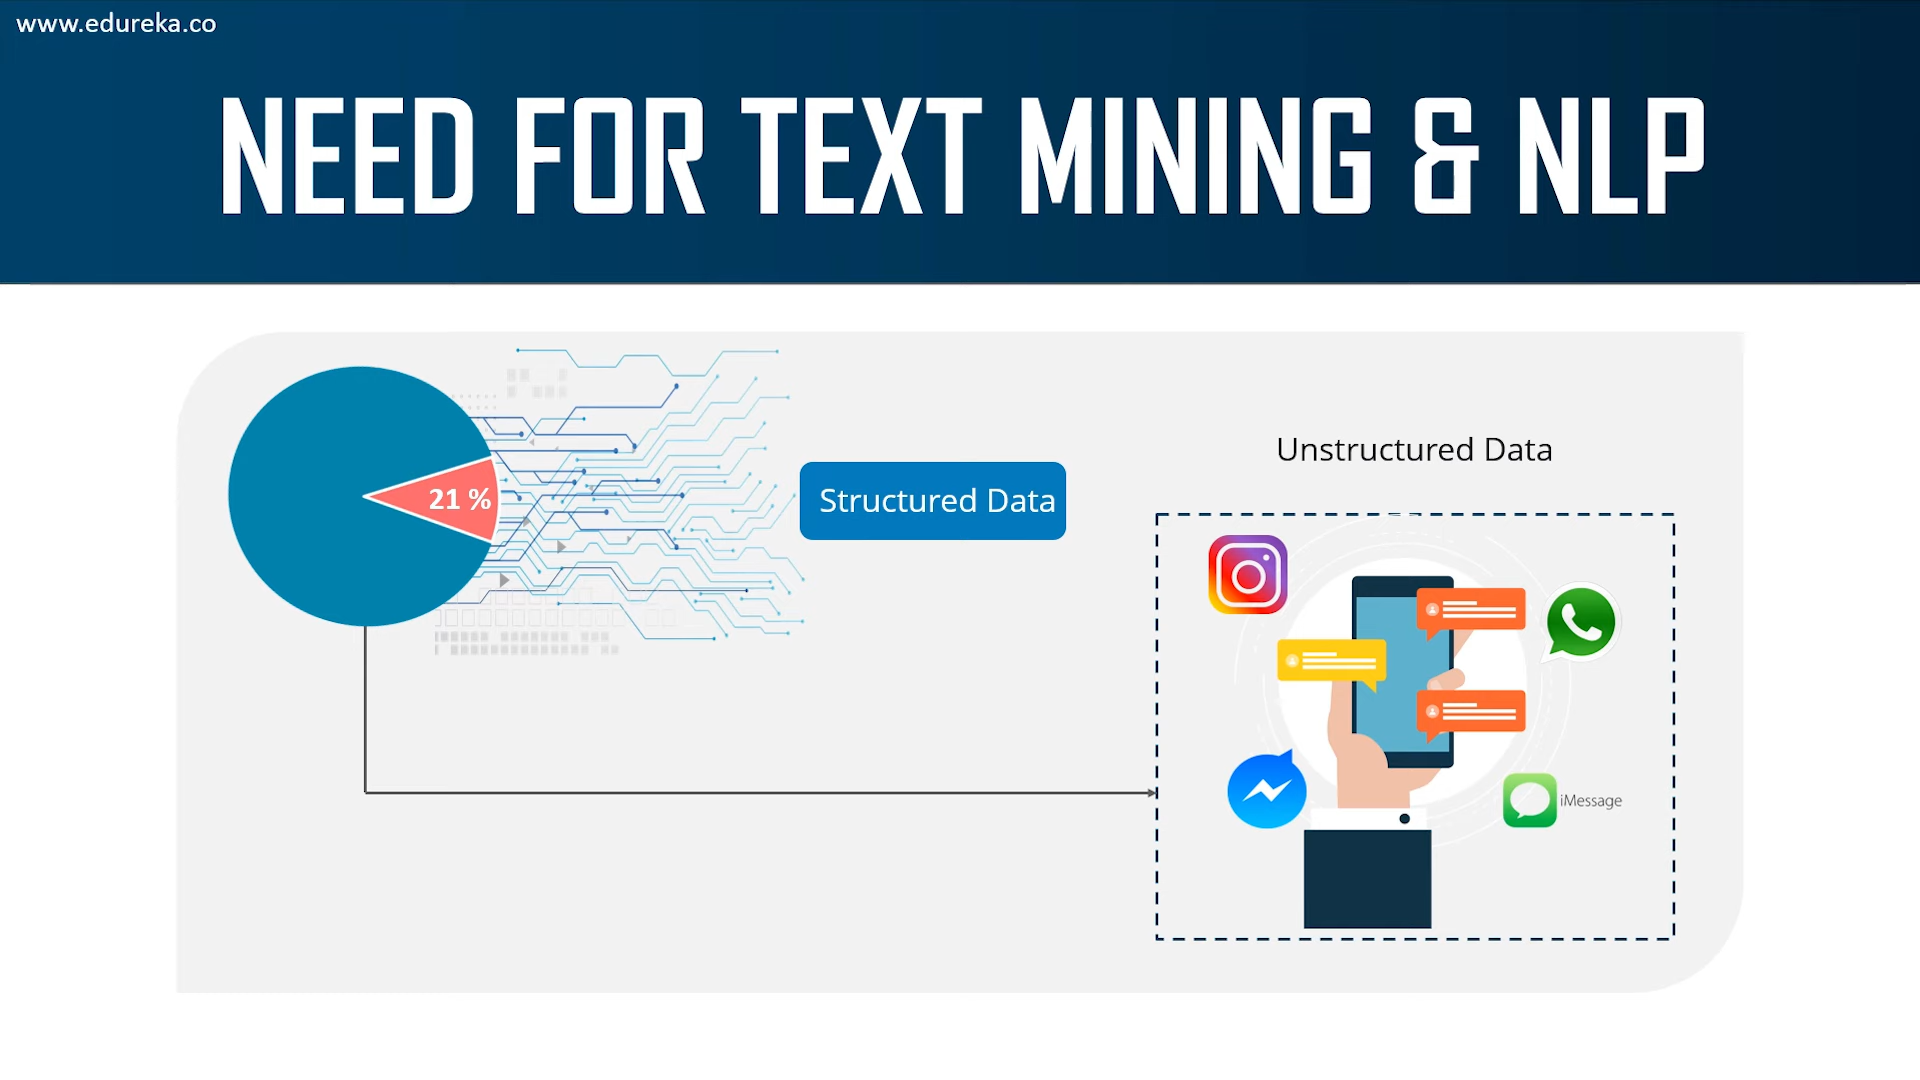 www.edureka.co
NEED FOR TEXT MINING & NLP
21 %
Structured Data
Unstructured Data
iMessage